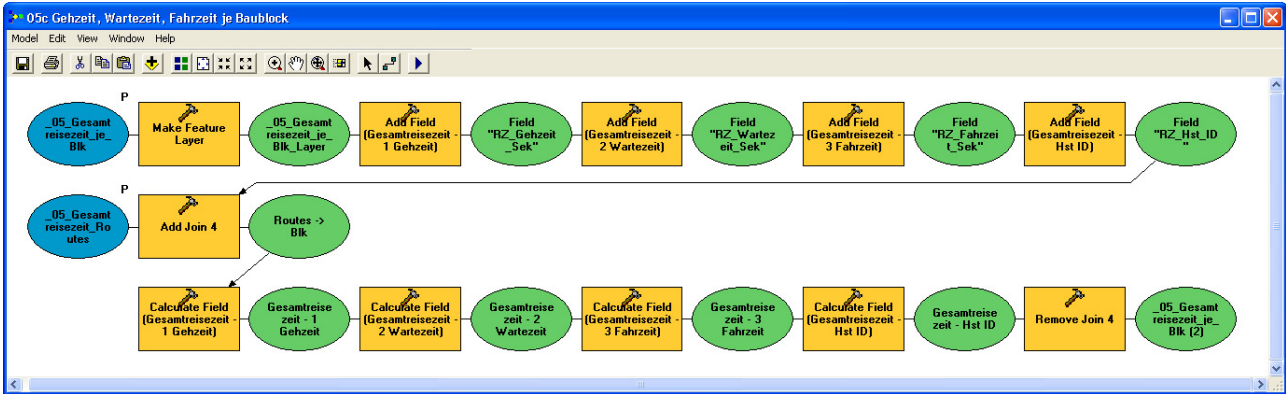 05c Gehzeit, Wartezeit, Fahrzeit je Baublock
Model Edit View Window Help
P
_05_Gesamt
reisezeit_je_
Blk
Make Feature
Layer
_05_Gesamt
reisezeit_je_
Blk_Layer
Add Field
(Gesamtreisezeit -
1 Gehzeit)
Field
"RZ_Gehzeit
_Sek"
Add Field
(Gesamtreisezeit -
2 Wartezeit)
Field
"RZ_Wartez
eit_Sek"
Add Field
(Gesamtreisezeit -
3 Fahrzeit)
Field
"RZ_Fahrzei
t_Sek"
Add Field
(Gesamtreisezeit -
Hst ID)
Field
"RZ_Hst_ID
"
P
_05_Gesamt
reisezeit_Ro
utes
Add Join 4
Routes ->
Blk
Calculate Field
(Gesamtreisezeit -
1 Gehzeit)
Gesamtreise
zeit - 1
Gehzeit
Calculate Field
(Gesamtreisezeit -
2 Wartezeit)
Gesamtreise
zeit - 2
Wartezeit
Calculate Field
(Gesamtreisezeit -
3 Fahrzeit)
Gesamtreise
zeit - 3
Fahrzeit
Calculate Field
(Gesamtreisezeit -
Hst ID)
Gesamtreise
zeit - Hst ID
Remove Join 4
_05_Gesamt
reisezeit_je_
Blk (2)